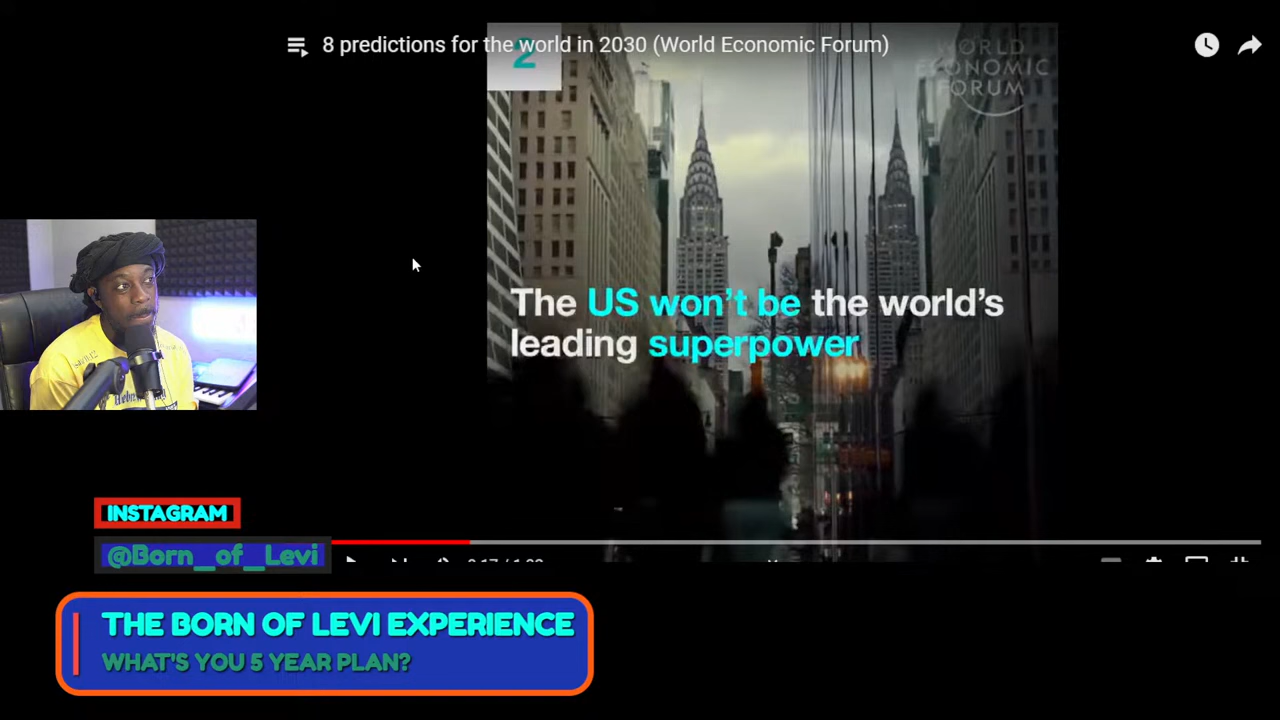 8 predictions for the world in 2030 (World Economic Forum)
2
WORLD
ECONOMIC
FORUM
The US won't be the world's
leading superpower
INSTAGRAM
@Born_of_Levi
THE BORN OF LEVI EXPERIENCE
WHAT'S YOU 5 YEAR PLAN?